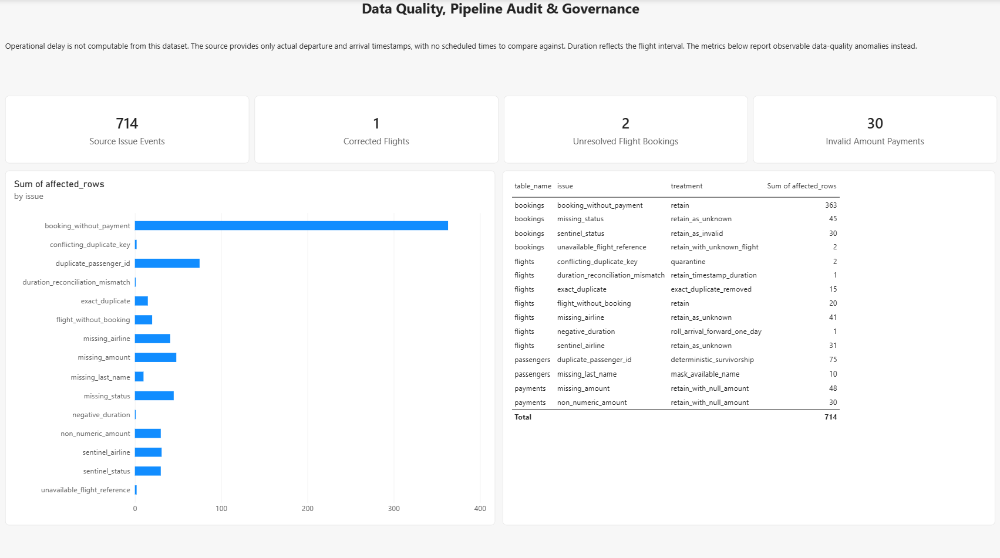 Data Quality, Pipeline Audit & Governance
Operational delay is not computable from this dataset. The source provides only actual departure and arrival timestamps, with no scheduled times to compare against. Duration reflects the flight interval. The metrics below report observable data-quality anomalies instead.
714
Source Issue Events
1
Corrected Flights
2
Unresolved Flight Bookings
30
Invalid Amount Payments
Sum of affected_rows
by issue
booking_without_payment
conflicting_duplicate_key
duplicate_passenger_id
duration_reconciliation_mismatch
exact_duplicate
flight_without_booking
missing_airline
missing_amount
missing_last_name
missing_status
negative_duration
non_numeric_amount
sentinel_airline
sentinel_status
unavailable_flight_reference
0 100 200 300 400
table_name issue treatment Sum of affected_rows
bookings booking_without_payment retain 363
bookings missing_status retain_as_unknown 45
bookings sentinel_status retain_as_invalid 30
bookings unavailable_flight_reference retain_with_unknown_flight 2
flights conflicting_duplicate_key quarantine 2
flights duration_reconciliation_mismatch retain_timestamp_duration 1
flights exact_duplicate exact_duplicate_removed 15
flights flight_without_booking retain 20
flights missing_airline retain_as_unknown 41
flights negative_duration roll_arrival_forward_one_day 1
flights sentinel_airline retain_as_unknown 31
passengers duplicate_passenger_id deterministic_survivorship 75
passengers missing_last_name mask_available_name 10
payments missing_amount retain_with_null_amount 48
payments non_numeric_amount retain_with_null_amount 30
Total 714